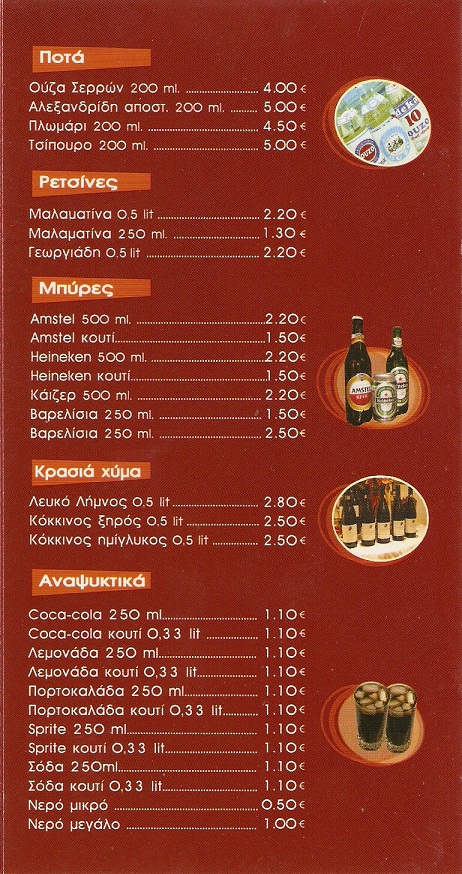 Ποτά
Ούζα Σερρών 200 ml. 4.00 €
Αλεξανδρίδη αποστ. 200 ml. 5.00 €
Πλωμάρι 200 ml. 4.50 €
Τσίπουρο 200 ml. 5.00 €
OUZO
10
OUZO
Ρετσίνες
Μαλαματίνα 0,5 lit 2.20 €
Μαλαματίνα 250 ml. 1.30 €
Γεωργιάδη 0,5 lit 2.20 €
Μπύρες
Amstel 500 ml. 2.20 €
Amstel κουτί 1.50 €
Heineken 500 ml. 2.20 €
Heineken κουτί 1.50 €
Κάιζερ 500 ml. 2.20 €
Βαρελίσια 250 ml. 1.50 €
Βαρελίσια 250 ml. 2.50 €
AMSTEL
Heineken
Κρασιά χύμα
Λευκό Λήμνος 0,5 lit 2.80 €
Κόκκινος ξηρός 0,5 lit 2.50 €
Κόκκινος ημίγλυκος 0,5 lit 2.50 €
Αναψυκτικά
Coca-cola 250 ml 1.10 €
Coca-cola κουτί 0,33 lit 1.10 €
Λεμονάδα 250 ml 1.10 €
Λεμονάδα κουτί 0,33 lit 1.10 €
Πορτοκαλάδα 250 ml 1.10 €
Πορτοκαλάδα κουτί 0,33 lit 1.10 €
Sprite 250 ml 1.10 €
Sprite κουτί 0,33 lit 1.10 €
Σόδα 250ml 1.10 €
Σόδα κουτί 0,33 lit 1.10 €
Νερό μικρό 0.50 €
Νερό μεγάλο 1.00 €